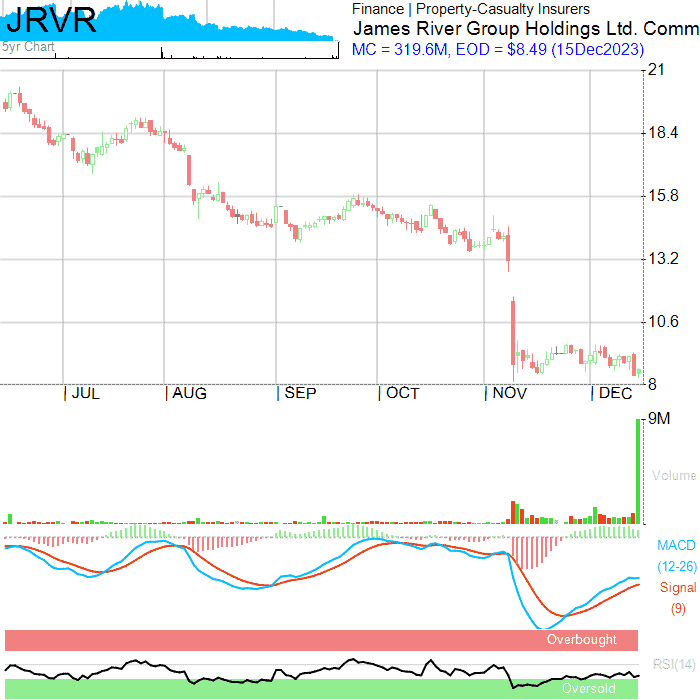 JRVR
5yr Chart
Finance | Property-Casualty Insurers
James River Group Holdings Ltd. Comm
MC = 319.6M, EOD = $8.49 (15Dec2023)
21
18.4
15.8
13.2
10.6
8
JUL AUG SEP OCT NOV DEC
9M
Volume
MACD
(12-26)
Signal
(9)
Overbought
RSI(14)
Oversold